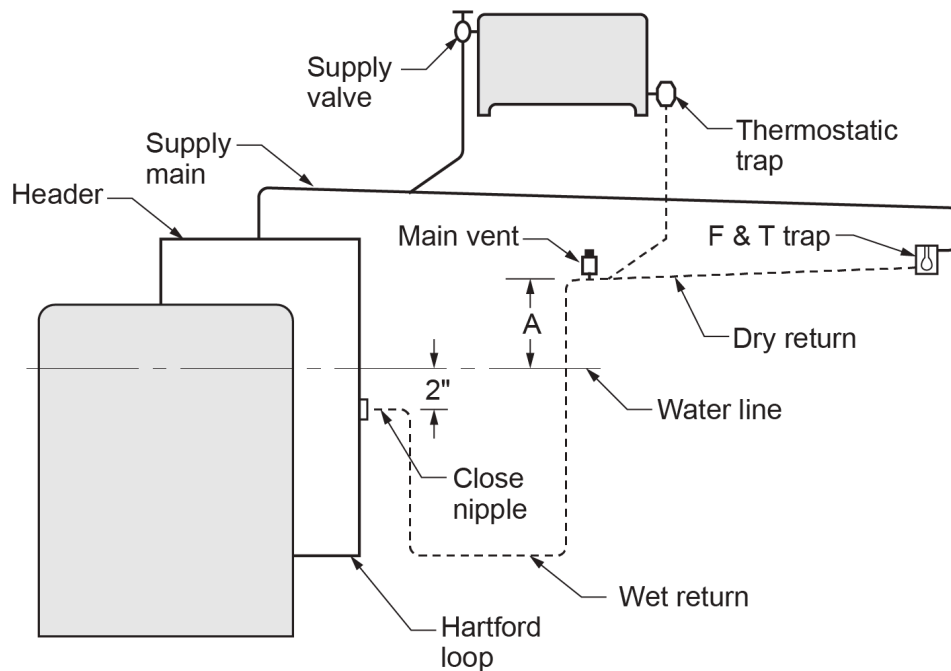 Supply
valve
Thermostatic
trap
Supply
main
Header
Main vent
F & T trap
A
Dry return
2"
Water line
Close
nipple
Wet return
Hartford
loop